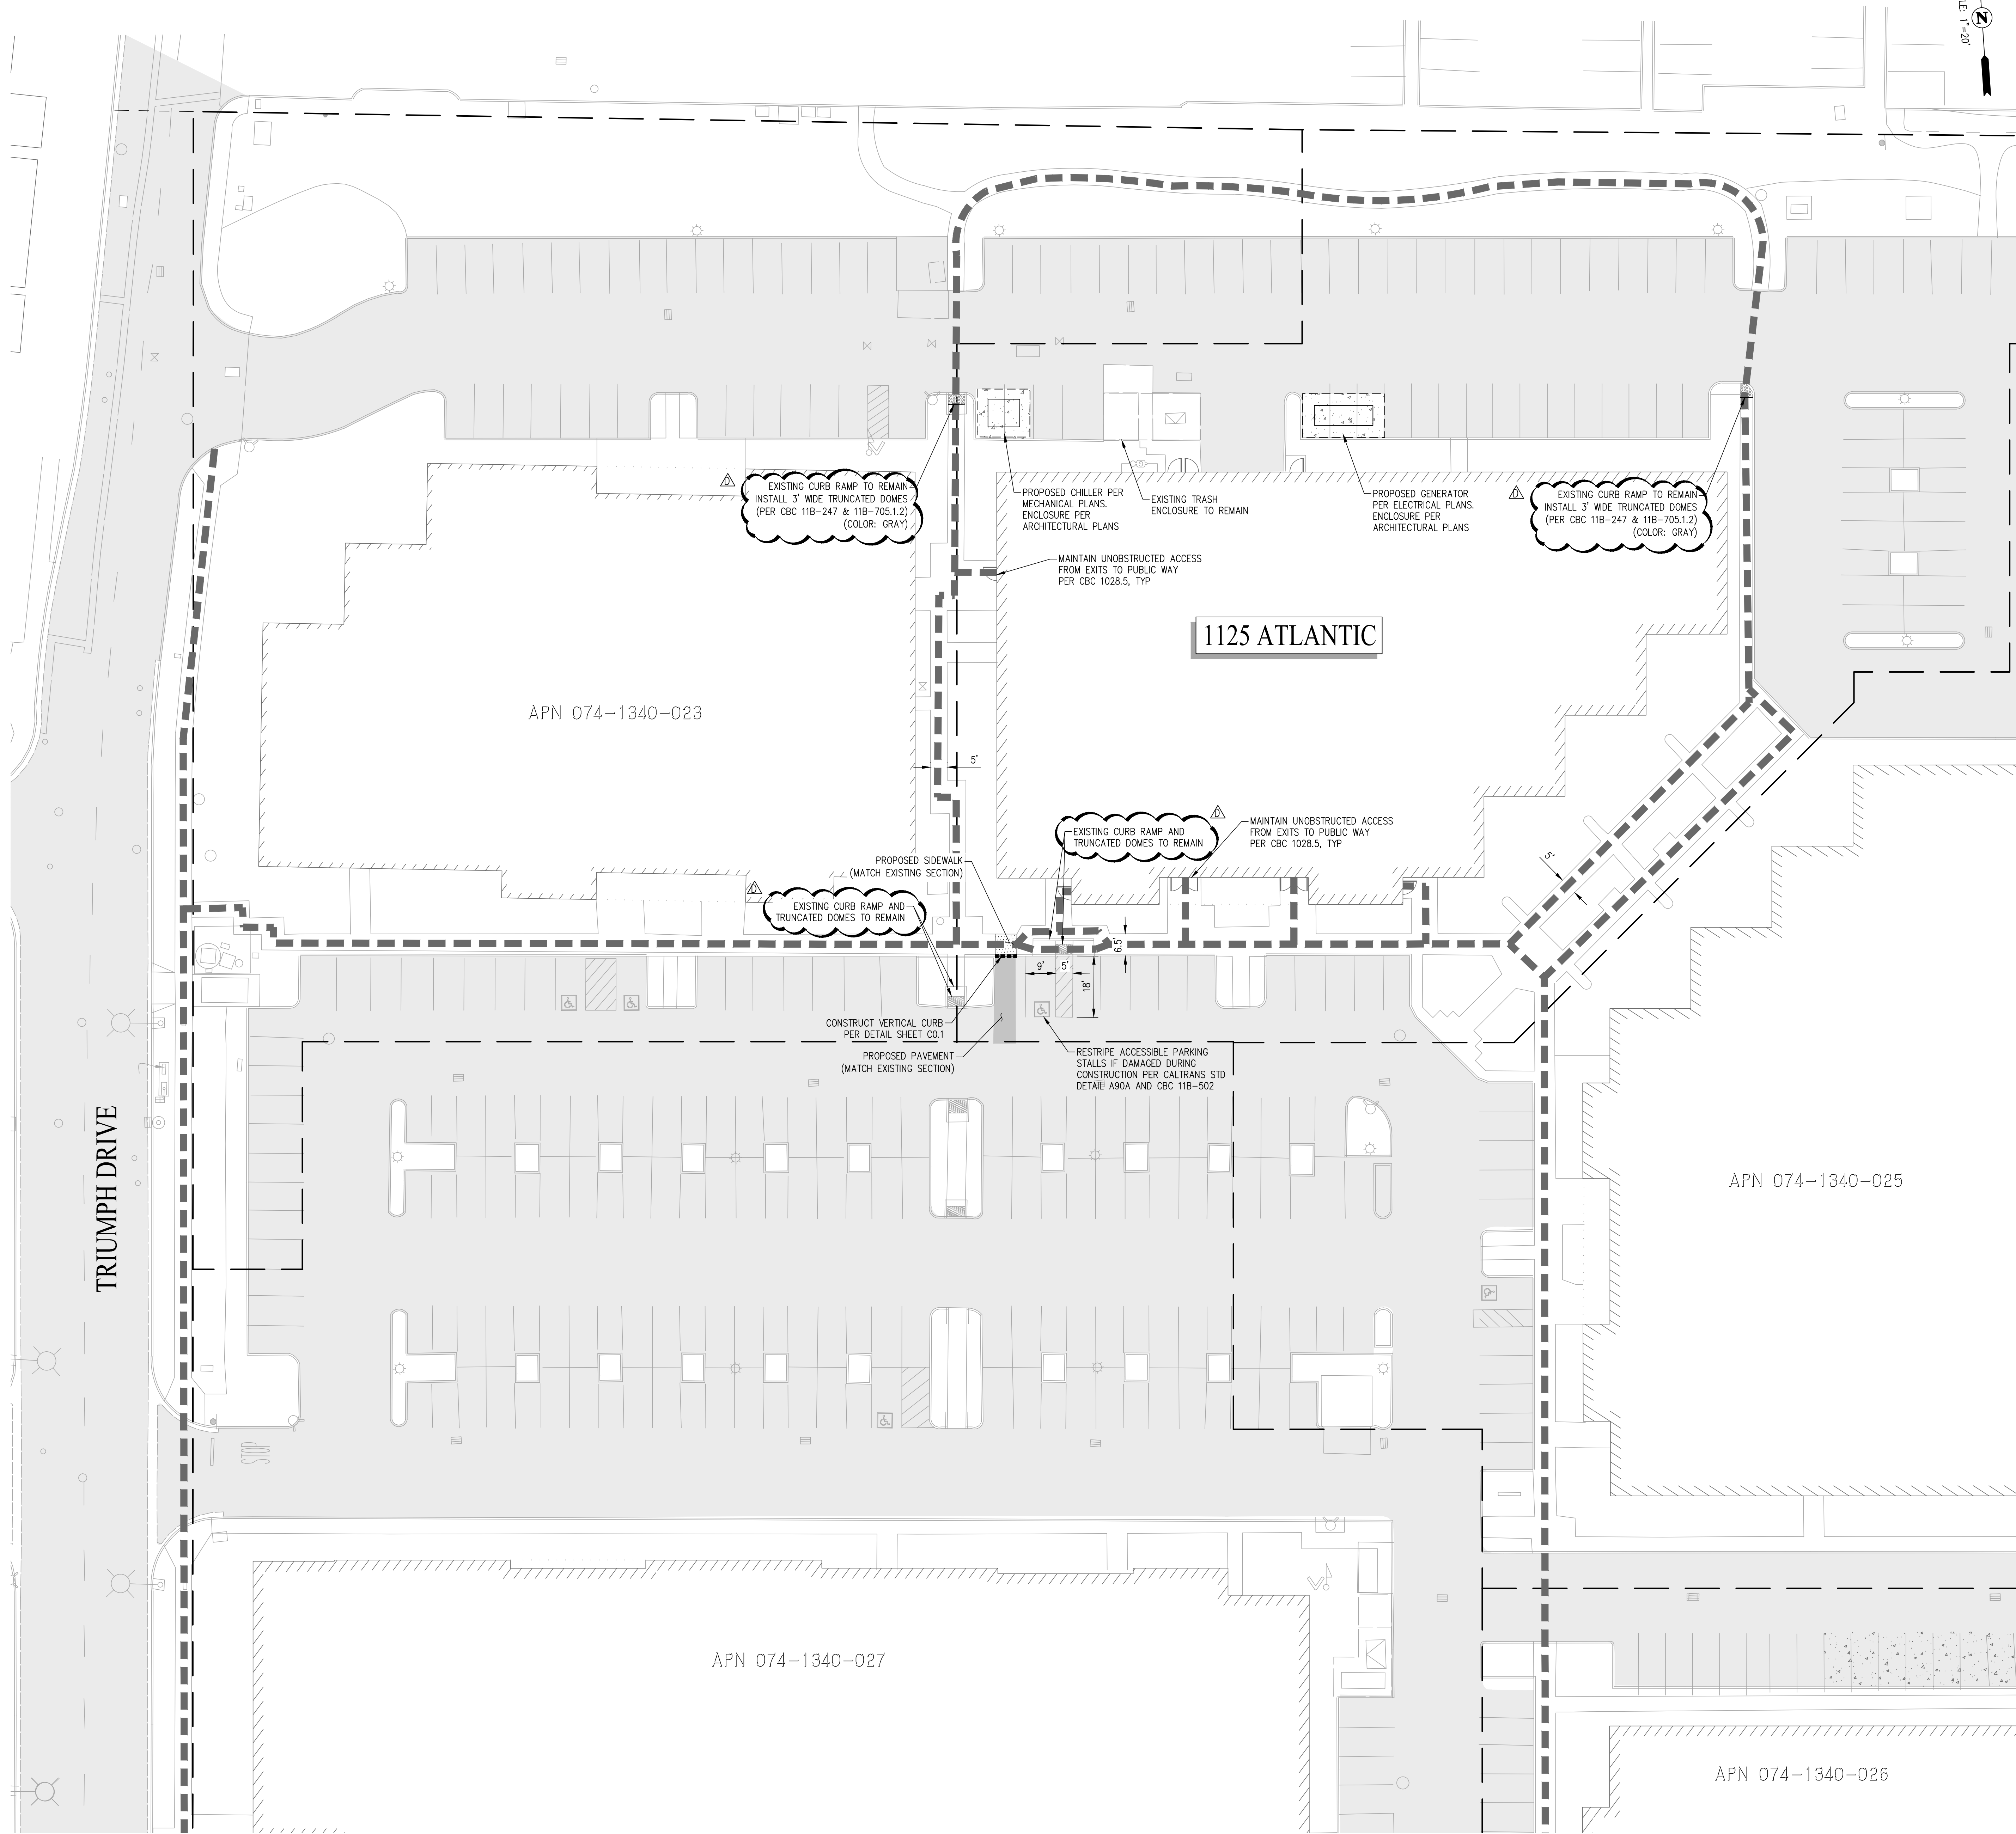 N
LE: 1"=20'
D
EXISTING CURB RAMP TO REMAIN
INSTALL 3' WIDE TRUNCATED DOMES
(PER CBC 11B-247 & 11B-705.1.2)
(COLOR: GRAY)
PROPOSED CHILLER PER
MECHANICAL PLANS.
ENCLOSURE PER
ARCHITECTURAL PLANS
EXISTING TRASH
ENCLOSURE TO REMAIN
PROPOSED GENERATOR
PER ELECTRICAL PLANS.
ENCLOSURE PER
ARCHITECTURAL PLANS
D
EXISTING CURB RAMP TO REMAIN
INSTALL 3' WIDE TRUNCATED DOMES
(PER CBC 11B-247 & 11B-705.1.2)
(COLOR: GRAY)
MAINTAIN UNOBSTRUCTED ACCESS
FROM EXITS TO PUBLIC WAY
PER CBC 1028.5, TYP
1125 ATLANTIC
APN 074-1340-023
5'
D
EXISTING CURB RAMP AND
TRUNCATED DOMES TO REMAIN
MAINTAIN UNOBSTRUCTED ACCESS
FROM EXITS TO PUBLIC WAY
PER CBC 1028.5, TYP
PROPOSED SIDEWALK
(MATCH EXISTING SECTION)
5'
D
EXISTING CURB RAMP AND
TRUNCATED DOMES TO REMAIN
6.5'
9'
5'
18'
CONSTRUCT VERTICAL CURB
PER DETAIL SHEET C0.1
PROPOSED PAVEMENT
(MATCH EXISTING SECTION)
RESTRIPE ACCESSIBLE PARKING
STALLS IF DAMAGED DURING
CONSTRUCTION PER CALTRANS STD
DETAIL A90A AND CBC 11B-502
TRIUMPH DRIVE
APN 074-1340-025
STOP
APN 074-1340-027
APN 074-1340-026